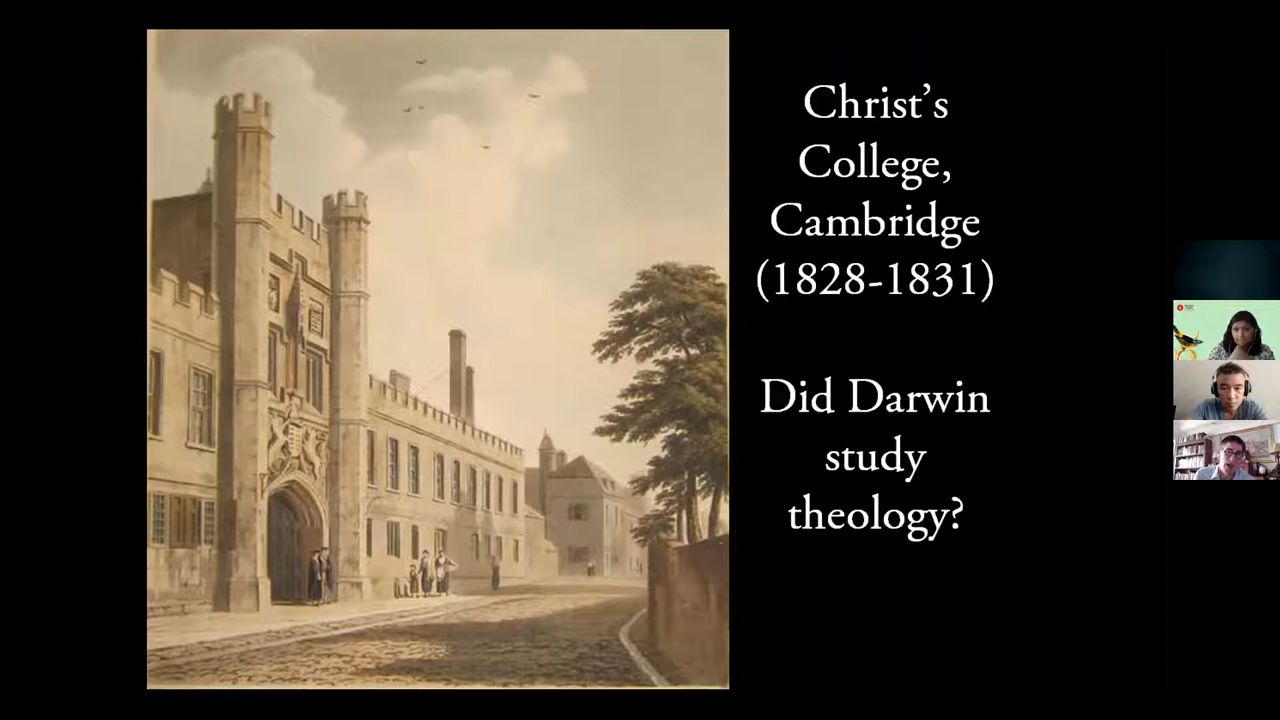 Christ's
College,
Cambridge
(1828-1831)
Did Darwin
study
theology?